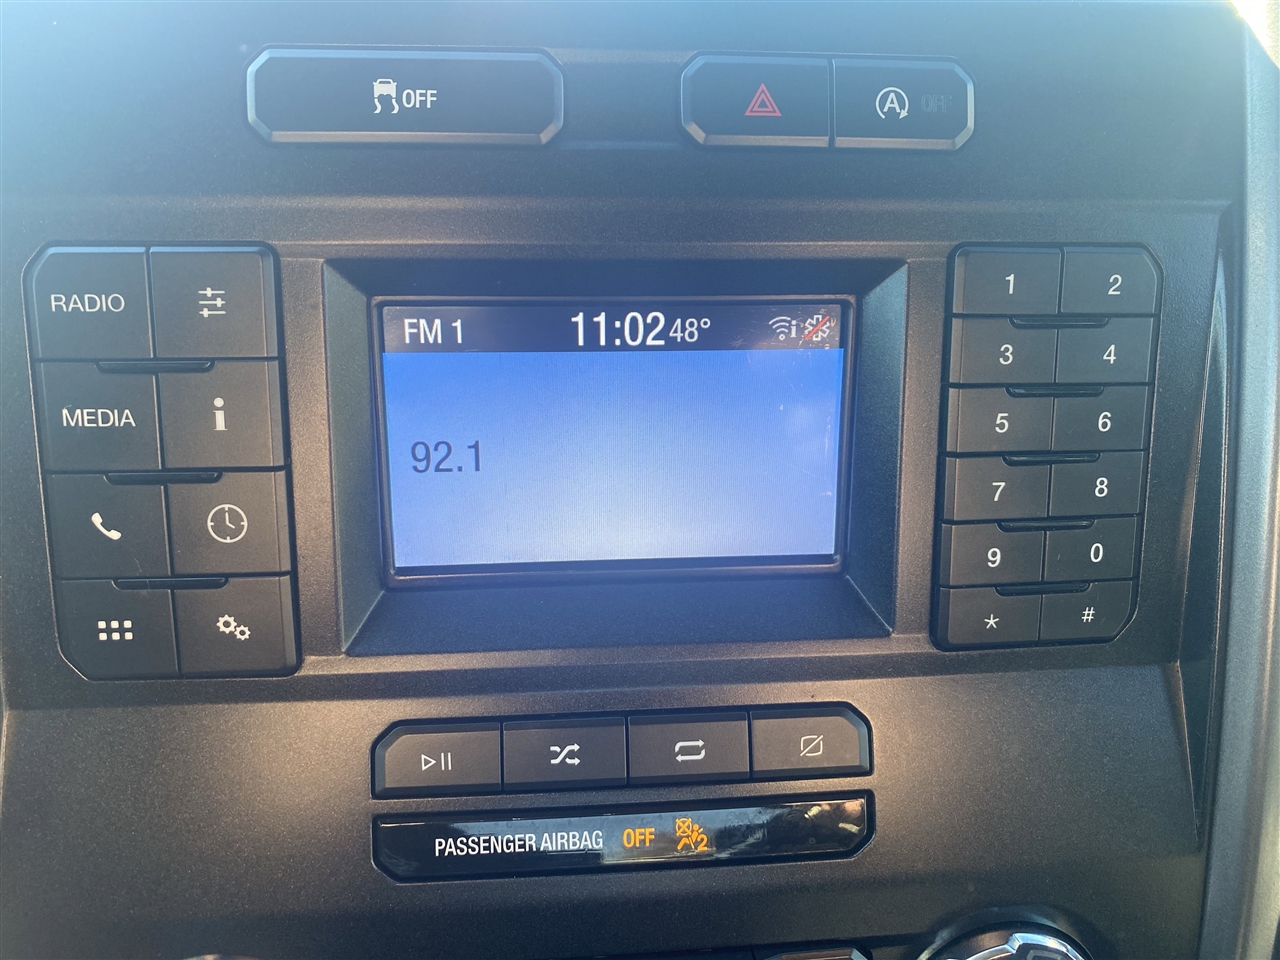 OFF
A OFF
RADIO
MEDIA
i
FM 1 11:02 48° i
92.1
1 2
3 4
5 6
7 8
9 0
* #
PASSENGER AIRBAG OFF 2